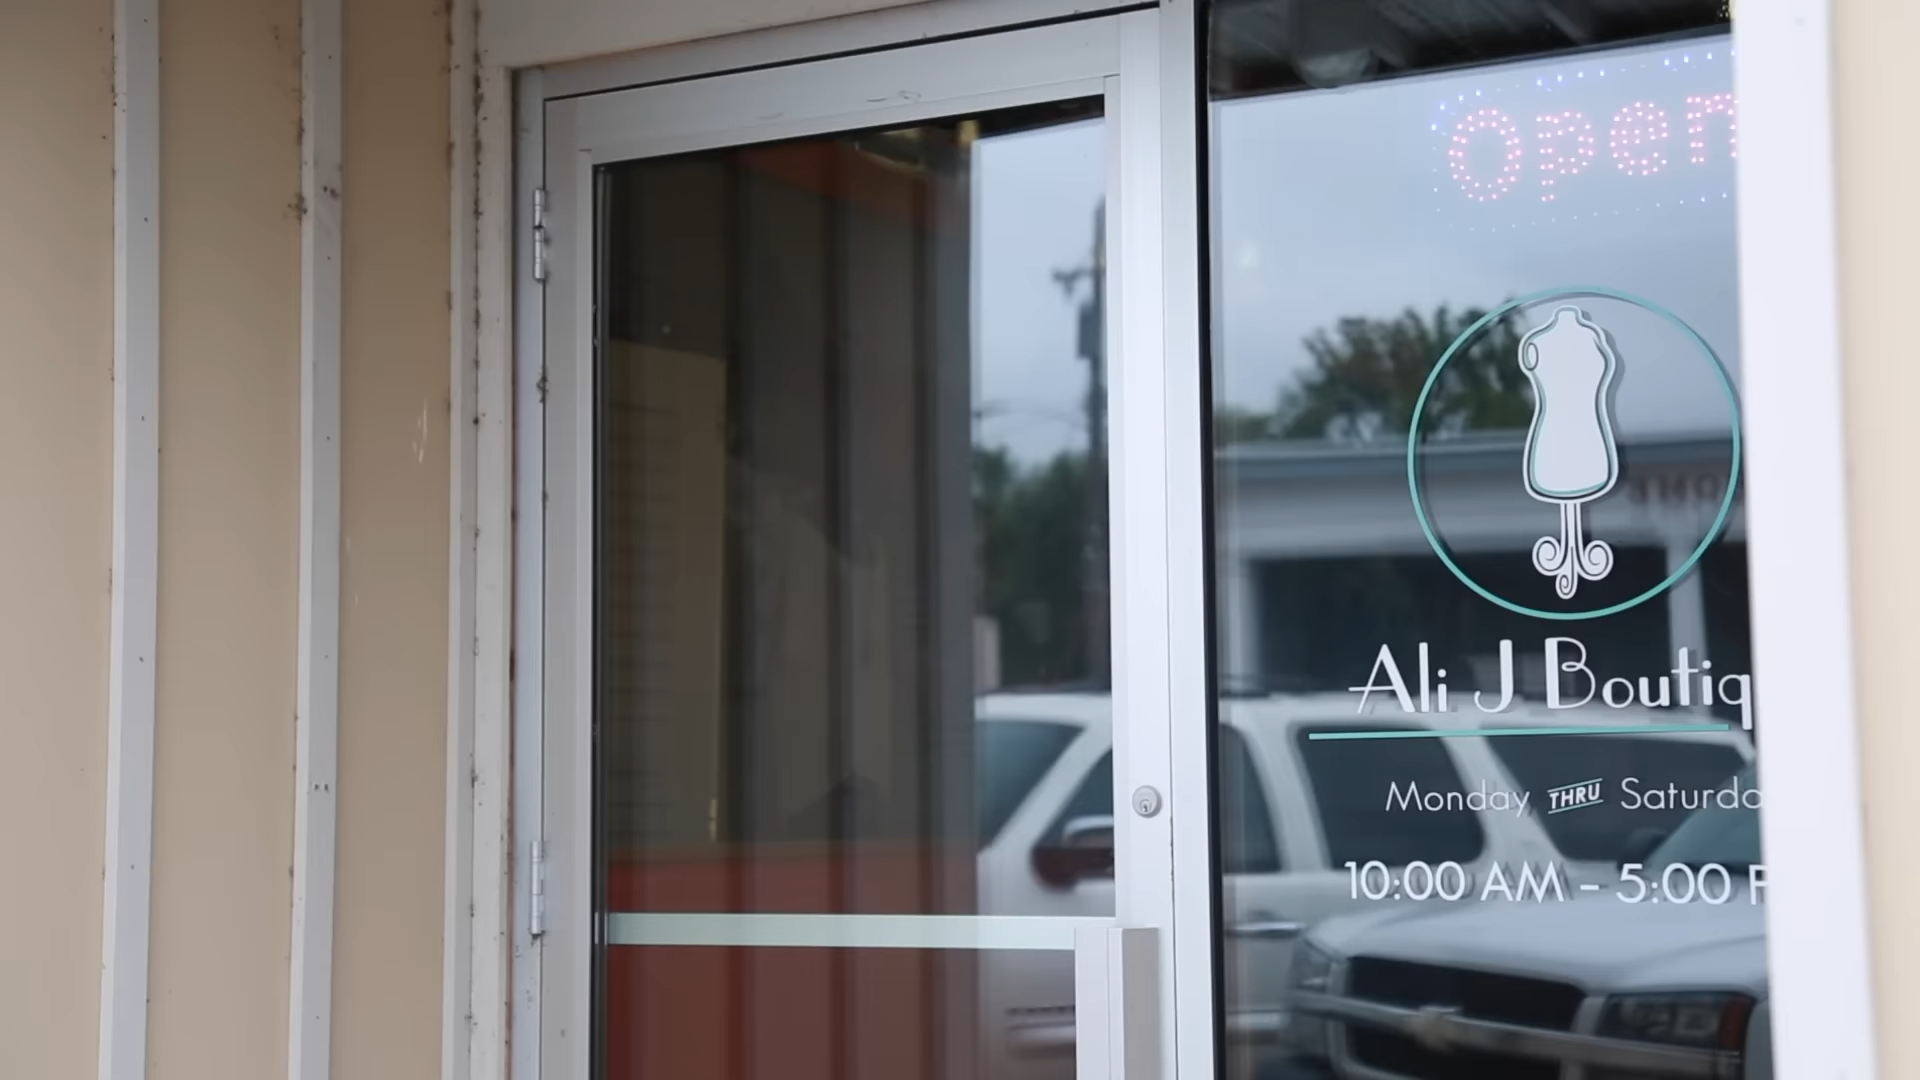 open
Ali J Boutiq
Monday THRU Saturda
10:00 AM - 5:00 P